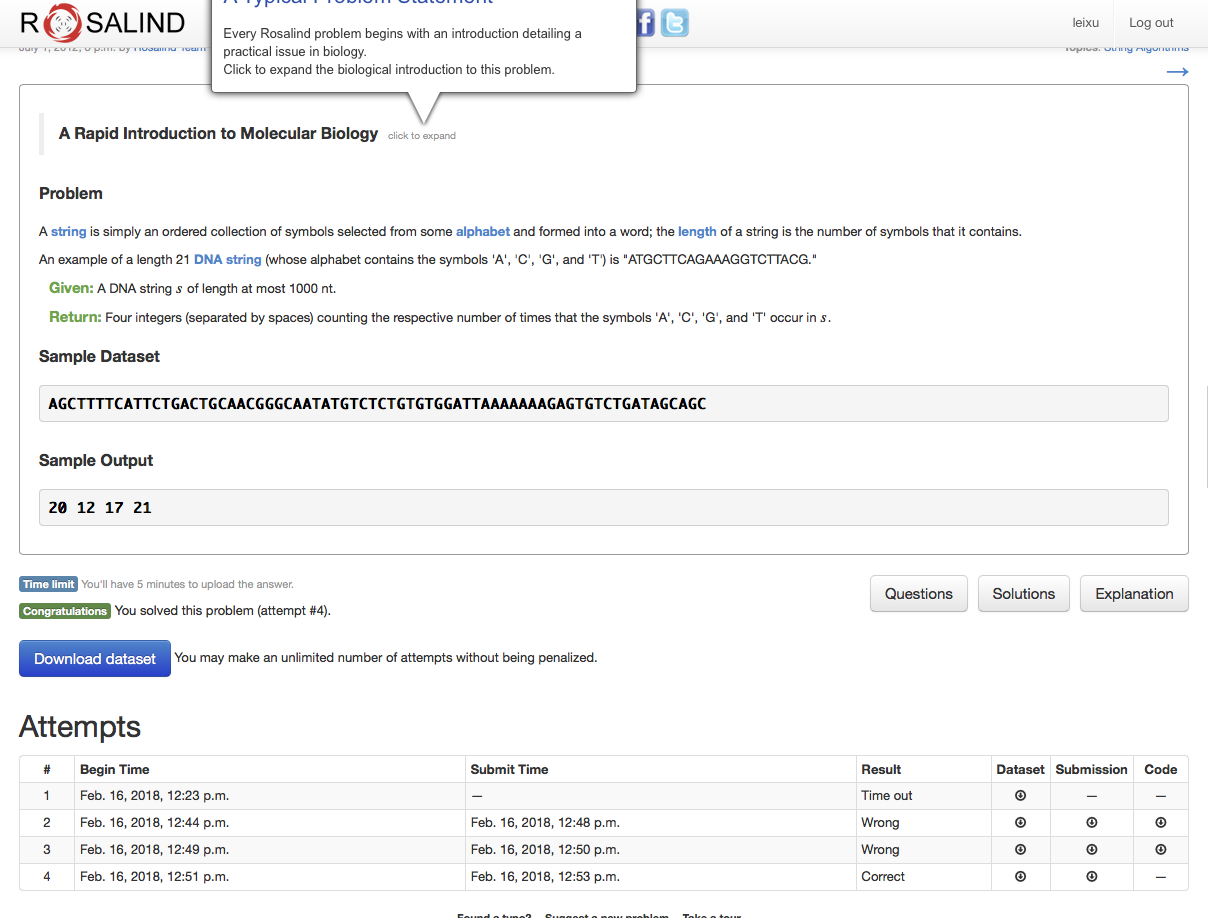 A Typical Problem Statement
ROSALIND
Every Rosalind problem begins with an introduction detailing a
practical issue in biology.
Click to expand the biological introduction to this problem.
f
leixu Log out
July 1, 2012, 8 p.m. by Rosalind Team
Topics: String Algorithms
→
A Rapid Introduction to Molecular Biology click to expand
Problem
A string is simply an ordered collection of symbols selected from some alphabet and formed into a word; the length of a string is the number of symbols that it contains.
An example of a length 21 DNA string (whose alphabet contains the symbols 'A', 'C', 'G', and 'T') is "ATGCTTCAGAAAGGTCTTACG."
Given: A DNA string s of length at most 1000 nt.
Return: Four integers (separated by spaces) counting the respective number of times that the symbols 'A', 'C', 'G', and 'T' occur in s.
Sample Dataset
AGCTTTTCATTCTGACTGCAACGGGCAATATGTCTCTGTGTGGATTAAAAAAAGAGTGTCTGATAGCAGC
Sample Output
20 12 17 21
Time limit You'll have 5 minutes to upload the answer.
Congratulations You solved this problem (attempt #4).
Questions Solutions Explanation
Download dataset You may make an unlimited number of attempts without being penalized.
Attempts
# Begin Time Submit Time Result Dataset Submission Code
1 Feb. 16, 2018, 12:23 p.m. — Time out — —
2 Feb. 16, 2018, 12:44 p.m. Feb. 16, 2018, 12:48 p.m. Wrong
3 Feb. 16, 2018, 12:49 p.m. Feb. 16, 2018, 12:50 p.m. Wrong
4 Feb. 16, 2018, 12:51 p.m. Feb. 16, 2018, 12:53 p.m. Correct —
Found a typo? Suggest a new problem Take a tour